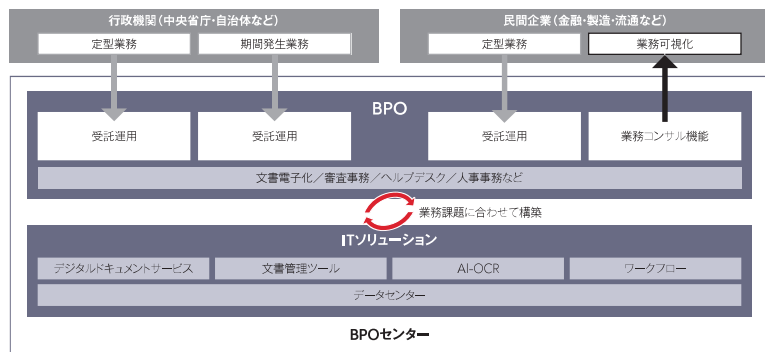 行政機関（中央省庁・自治体など）
民間企業（金融・製造・流通など）
定型業務
期間発生業務
定型業務
業務可視化
BPO
受託運用
受託運用
受託運用
業務コンサル機能
文書電子化／審査事務／ヘルプデスク／人事事務など
業務課題に合わせて構築
ITソリューション
デジタルドキュメントサービス
文書管理ツール
AI-OCR
ワークフロー
データセンター
BPOセンター